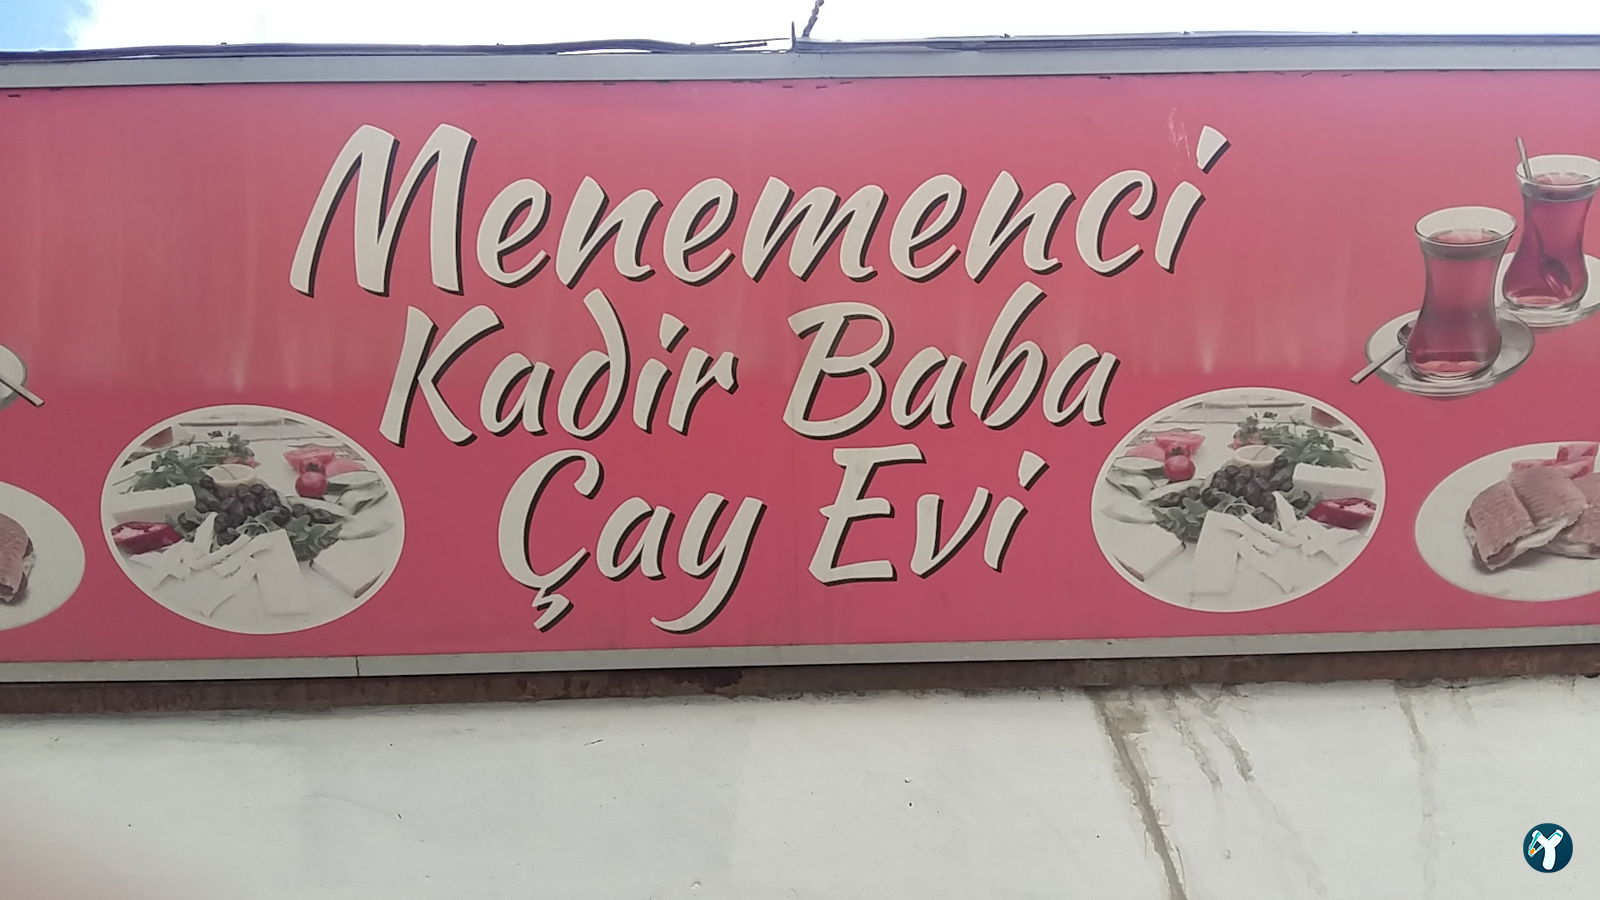 Menemenci
Kadir Baba
Çay Evi